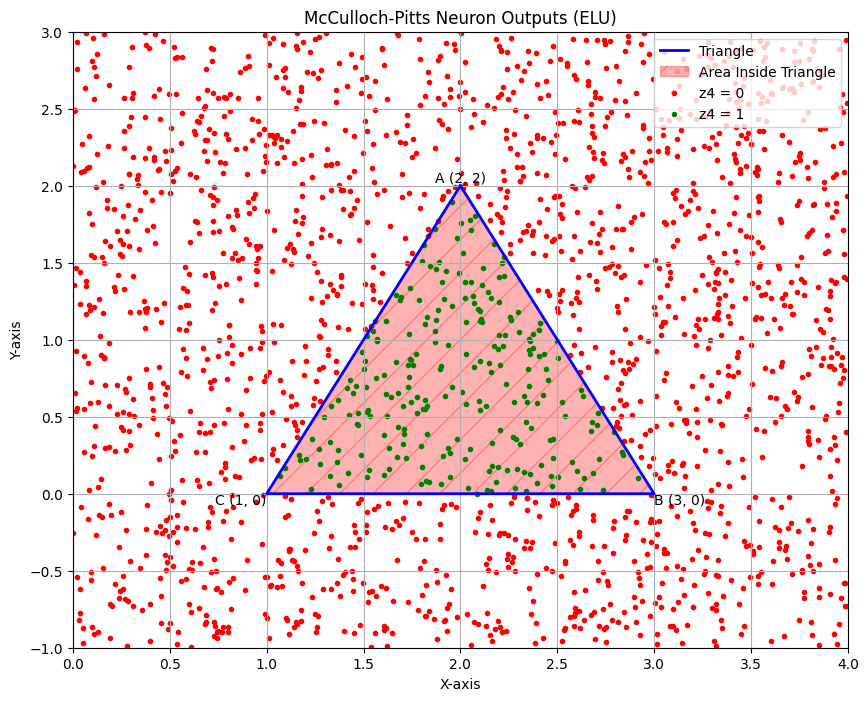 McCulloch-Pitts Neuron Outputs (ELU)
Triangle
Area Inside Triangle
z4 = 0
z4 = 1
3.0
2.5
2.0
1.5
1.0
0.5
0.0
−0.5
−1.0
Y-axis
A (2, 2)
C (1, 0)
B (3, 0)
0.0 0.5 1.0 1.5 2.0 2.5 3.0 3.5 4.0
X-axis